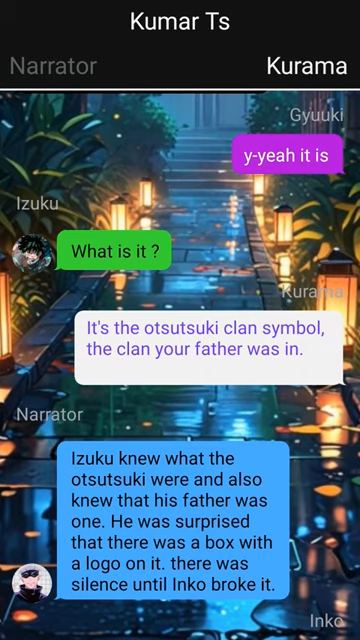 Kumar Ts
Narrator
Kurama
Gyuuki
y-yeah it is
Izuku
What is it ?
Kurama
It's the otsutsuki clan symbol,
the clan your father was in.
Narrator
Izuku knew what the
otsutsuki were and also
knew that his father was
one. He was surprised
that there was a box with
a logo on it. there was
silence until Inko broke it.
Inko